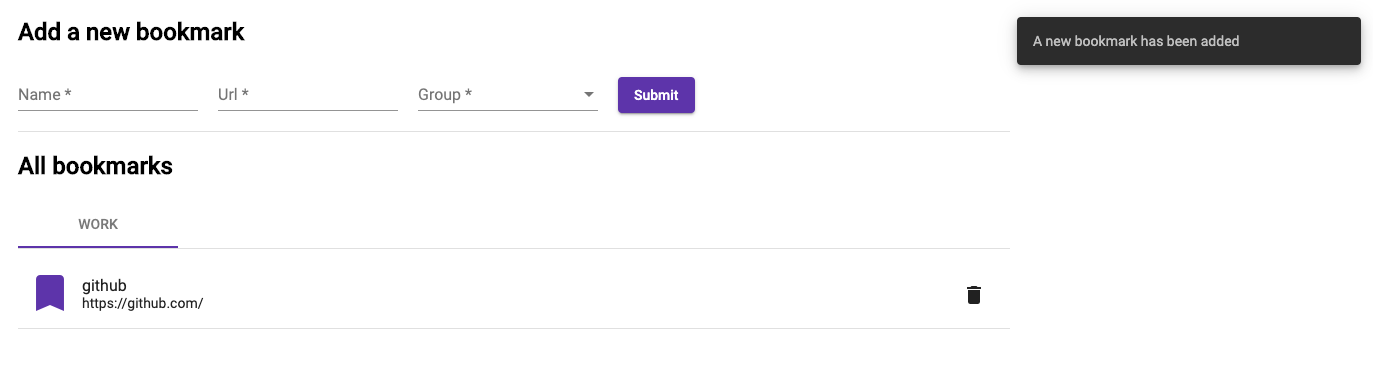 Add a new bookmark
A new bookmark has been added
Name *
Url *
Group *
Submit
All bookmarks
WORK
github
https://github.com/